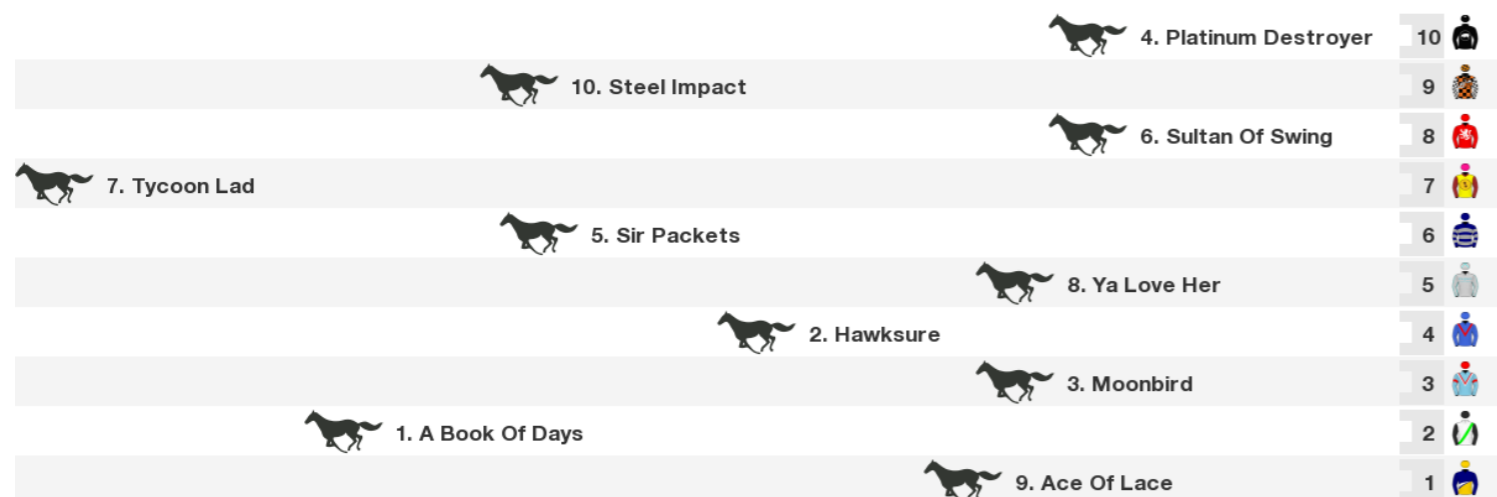 4. Platinum Destroyer 10
10. Steel Impact 9
6. Sultan Of Swing 8
7. Tycoon Lad 7
5. Sir Packets 6
8. Ya Love Her 5
2. Hawksure 4
3. Moonbird 3
1. A Book Of Days 2
9. Ace Of Lace 1